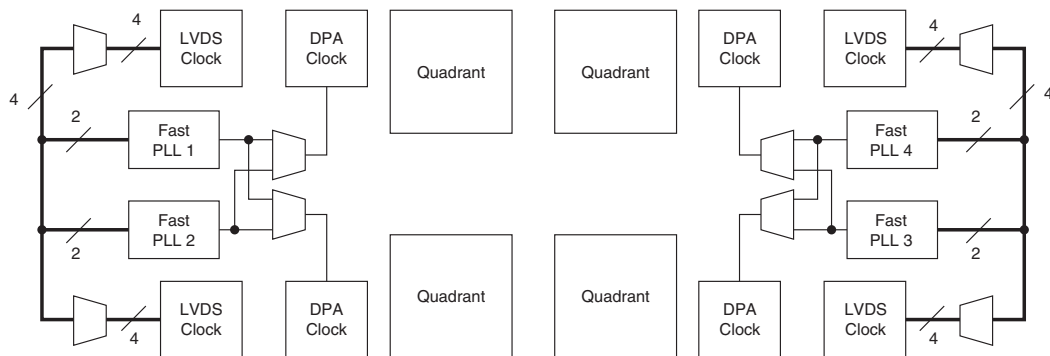 4
LVDS
Clock
DPA
Clock
Quadrant
Quadrant
DPA
Clock
LVDS
Clock
4
4
4
2
Fast
PLL 1
Fast
PLL 4
2
Fast
PLL 2
2
Fast
PLL 3
2
4
LVDS
Clock
DPA
Clock
Quadrant
Quadrant
DPA
Clock
LVDS
Clock
4